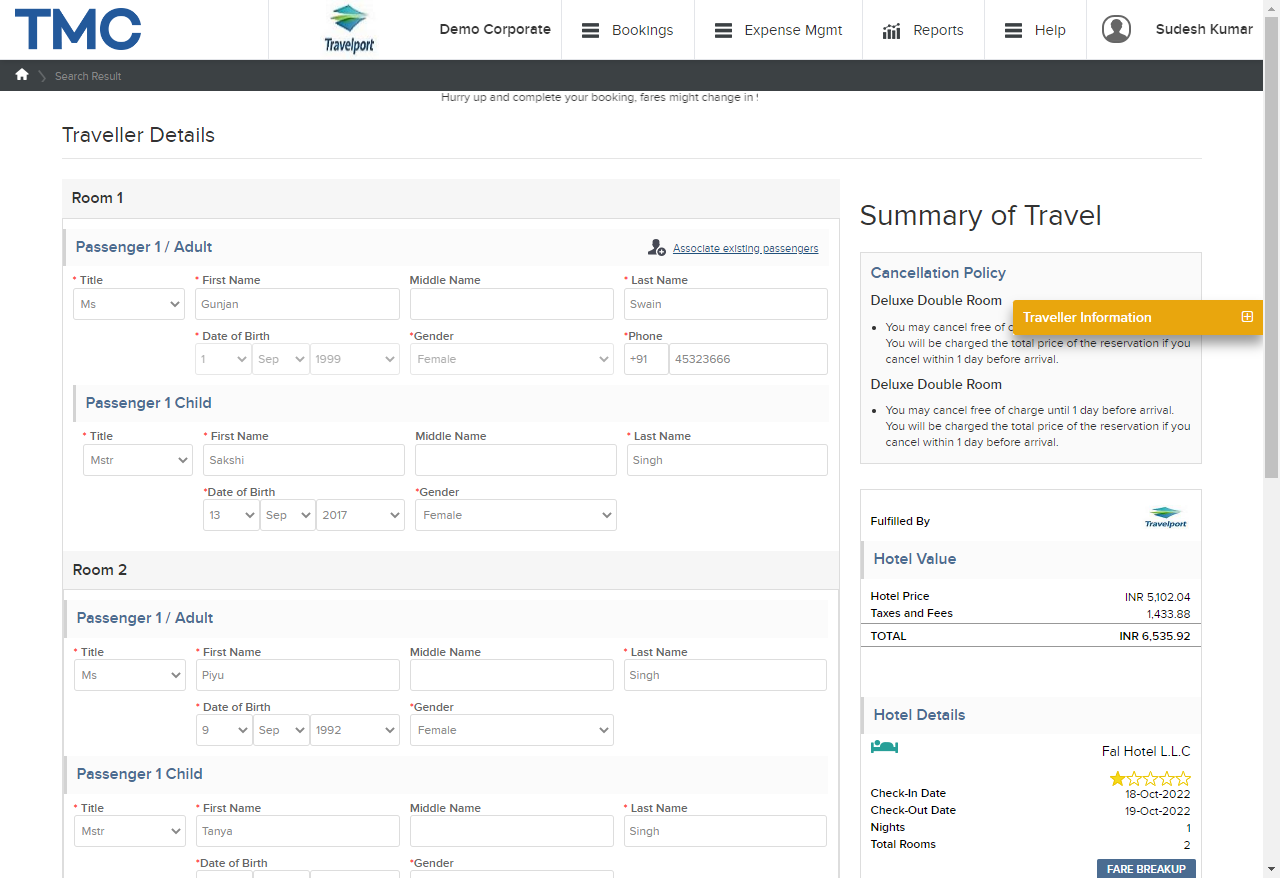 TMC
Travelport
Demo Corporate
Bookings
Expense Mgmt
Reports
Help
Sudesh Kumar
Search Result
Hurry up and complete your booking, fares might change in
Traveller Details
Room 1
Passenger 1 / Adult
Associate existing passengers
* Title * First Name Middle Name * Last Name
Ms Gunjan Swain
* Date of Birth *Gender *Phone
1 Sep 1999 Female +91 45323666
Passenger 1 Child
* Title * First Name Middle Name * Last Name
Mstr Sakshi Singh
*Date of Birth *Gender
13 Sep 2017 Female
Room 2
Passenger 1 / Adult
* Title * First Name Middle Name * Last Name
Ms Piyu Singh
* Date of Birth *Gender
9 Sep 1992 Female
Passenger 1 Child
* Title * First Name Middle Name * Last Name
Mstr Tanya Singh
*Date of Birth *Gender
Summary of Travel
Cancellation Policy
Deluxe Double Room
Traveller Information
You may cancel free of
You will be charged the total price of the reservation if you
cancel within 1 day before arrival.
Deluxe Double Room
You may cancel free of charge until 1 day before arrival.
You will be charged the total price of the reservation if you
cancel within 1 day before arrival.
Fulfilled By Travelport
Hotel Value
Hotel Price INR 5,102.04
Taxes and Fees 1,433.88
TOTAL INR 6,535.92
Hotel Details
Fal Hotel L.L.C
Check-In Date 18-Oct-2022
Check-Out Date 19-Oct-2022
Nights 1
Total Rooms 2
FARE BREAKUP